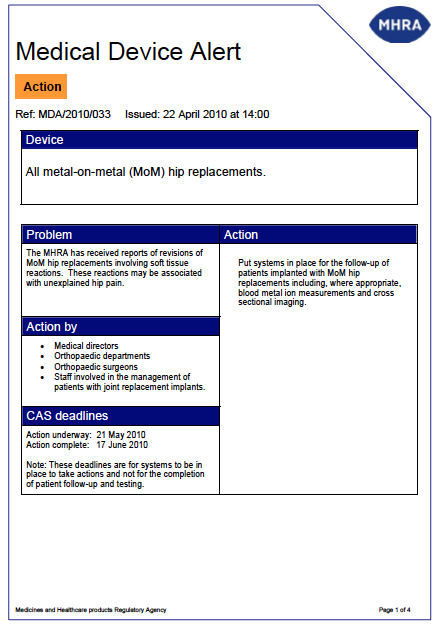 MHRA
Medical Device Alert
Action
Ref: MDA/2010/033 Issued: 22 April 2010 at 14:00
Device
All metal-on-metal (MoM) hip replacements.
Problem
The MHRA has received reports of revisions of
MoM hip replacements involving soft tissue
reactions. These reactions may be associated
with unexplained hip pain.
Action by
• Medical directors
• Orthopaedic departments
• Orthopaedic surgeons
• Staff involved in the management of
patients with joint replacement implants.
CAS deadlines
Action underway: 21 May 2010
Action complete: 17 June 2010
Note: These deadlines are for systems to be in
place to take actions and not for the completion
of patient follow-up and testing.
Action
Put systems in place for the follow-up of
patients implanted with MoM hip
replacements including, where appropriate,
blood metal ion measurements and cross
sectional imaging.
Medicines and Healthcare products Regulatory Agency
Page 1 of 4